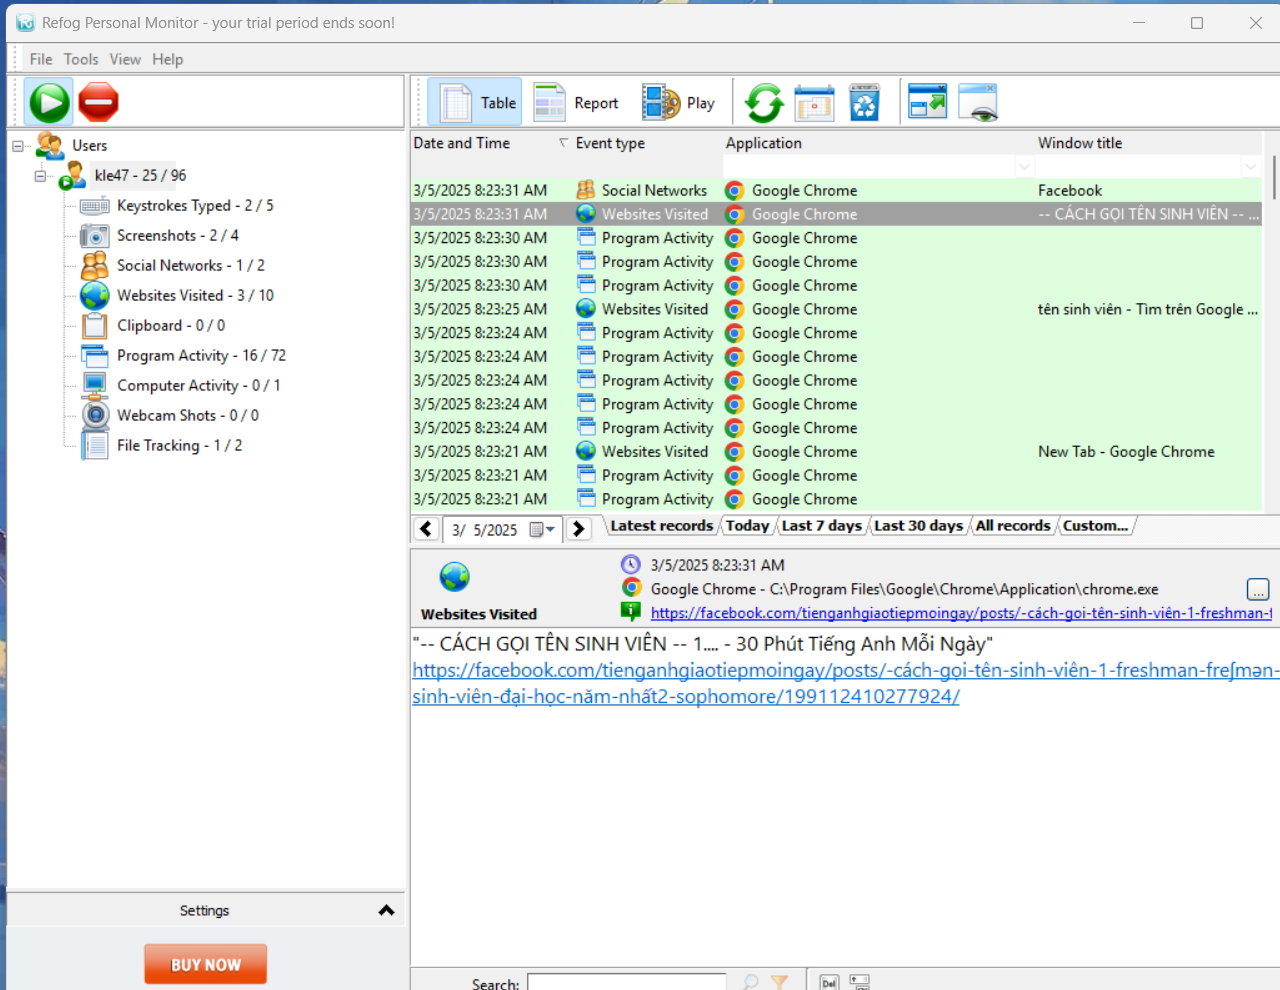 Refog Personal Monitor - your trial period ends soon!
File Tools View Help
Table Report Play
Users
kle47 - 25 / 96
Keystrokes Typed - 2 / 5
Screenshots - 2 / 4
Social Networks - 1 / 2
Websites Visited - 3 / 10
Clipboard - 0 / 0
Program Activity - 16 / 72
Computer Activity - 0 / 1
Webcam Shots - 0 / 0
File Tracking - 1 / 2
Settings
BUY NOW
Date and Time Event type Application Window title
3/5/2025 8:23:31 AM Social Networks Google Chrome Facebook
3/5/2025 8:23:31 AM Websites Visited Google Chrome -- CÁCH GỌI TÊN SINH VIÊN -- ...
3/5/2025 8:23:30 AM Program Activity Google Chrome
3/5/2025 8:23:30 AM Program Activity Google Chrome
3/5/2025 8:23:30 AM Program Activity Google Chrome
3/5/2025 8:23:25 AM Websites Visited Google Chrome tên sinh viên - Tìm trên Google ...
3/5/2025 8:23:24 AM Program Activity Google Chrome
3/5/2025 8:23:24 AM Program Activity Google Chrome
3/5/2025 8:23:24 AM Program Activity Google Chrome
3/5/2025 8:23:24 AM Program Activity Google Chrome
3/5/2025 8:23:24 AM Program Activity Google Chrome
3/5/2025 8:23:21 AM Websites Visited Google Chrome New Tab - Google Chrome
3/5/2025 8:23:21 AM Program Activity Google Chrome
3/5/2025 8:23:21 AM Program Activity Google Chrome
3/ 5/2025 Latest records Today Last 7 days Last 30 days All records Custom...
3/5/2025 8:23:31 AM
Google Chrome - C:\Program Files\Google\Chrome\Application\chrome.exe ...
Websites Visited https://facebook.com/tienganhgiaotiepmoingay/posts/-cách-gọi-tên-sinh-viên-1-freshman-f
"-- CÁCH GỌI TÊN SINH VIÊN -- 1.... - 30 Phút Tiếng Anh Mỗi Ngày"
https://facebook.com/tienganhgiaotiepmoingay/posts/-cách-gọi-tên-sinh-viên-1-freshman-freʃmən-
sinh-viên-đại-học-năm-nhất2-sophomore/199112410277924/
Search: Del